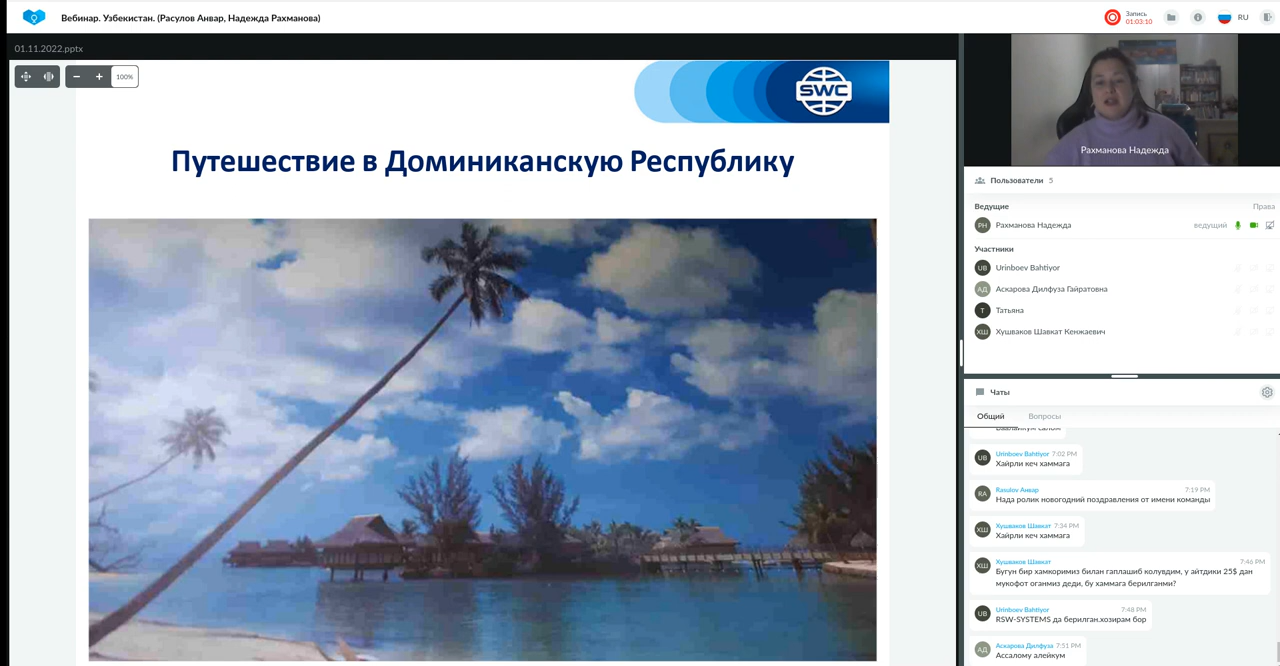 Вебинар. Узбекистан. (Расулов Анвар, Надежда Рахманова)
Запись
01:03:10
RU
01.11.2022.pptx
100%
SWC
Путешествие в Доминиканскую Республику
Рахманова Надежда
Пользователи 5
Ведущие Права
РН Рахманова Надежда ведущий
Участники
UB Urinboev Bahtiyor
АД Аскарова Дилфуза Гайратовна
Т Татьяна
ХШ Хушваков Шавкат Кенжаевич
Чаты
Общий Вопросы
UB Urinboev Bahtiyor 7:02 PM
Хайрли кеч хаммага
RA Rasulov Анвар 7:19 PM
Нада ролик новогодний поздравления от имени команды
ХШ Хушваков Шавкат 7:34 PM
Хайрли кеч хаммага
ХШ Хушваков Шавкат 7:46 PM
Бугун бир хамкоримиз билан гаплашиб колувдим, у айтдики 25$ дан
мукофот оганмиз деди, бу хаммага берилганми?
UB Urinboev Bahtiyor 7:48 PM
RSW-SYSTEMS да берилган.хозирам бор
АД Аскарова Дилфуза 7:51 PM
Ассалому алейкум